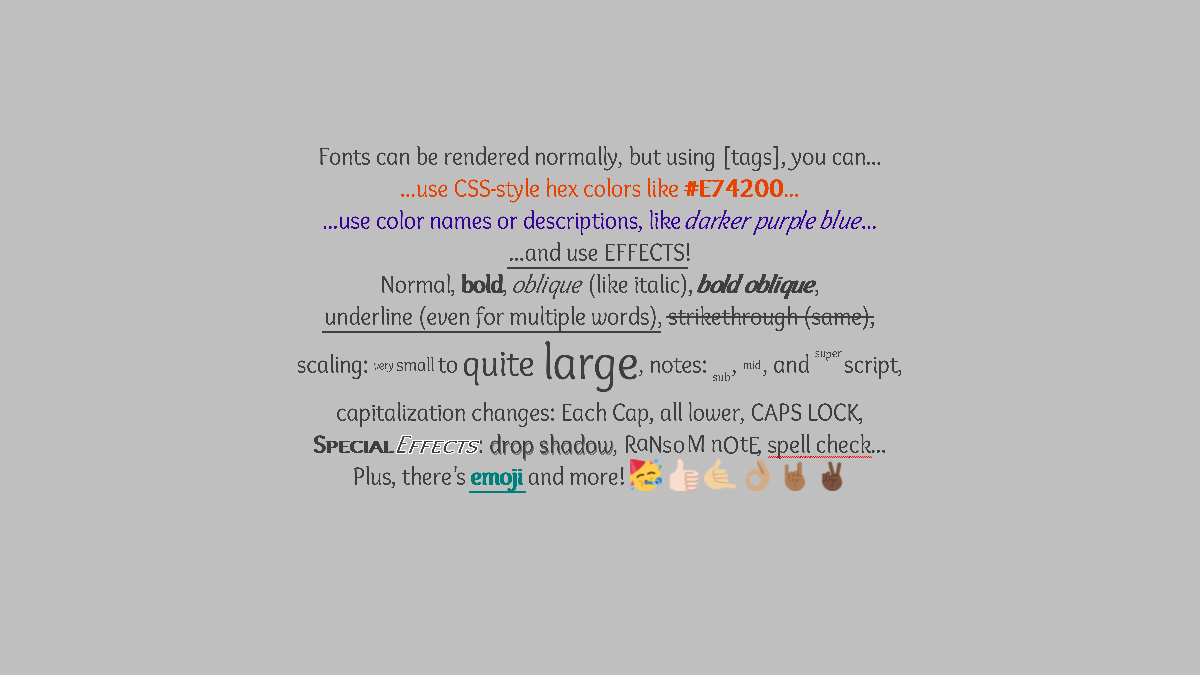 Fonts can be rendered normally, but using [tags], you can...
...use CSS-style hex colors like #E74200...
...use color names or descriptions, like darker purple blue...
...and use EFFECTS!
Normal, bold, oblique (like italic), bold oblique,
underline (even for multiple words), strikethrough (same),
scaling: very small to quite large, notes: sub, mid, and super script,
capitalization changes: Each Cap, all lower, CAPS LOCK,
SPECIAL EFFECTS: drop shadow, RaNsoM nOtE, spell check...
Plus, there's emoji and more! 🥳👍🏻🤙🏼👌🏽🤘🏾✌🏿